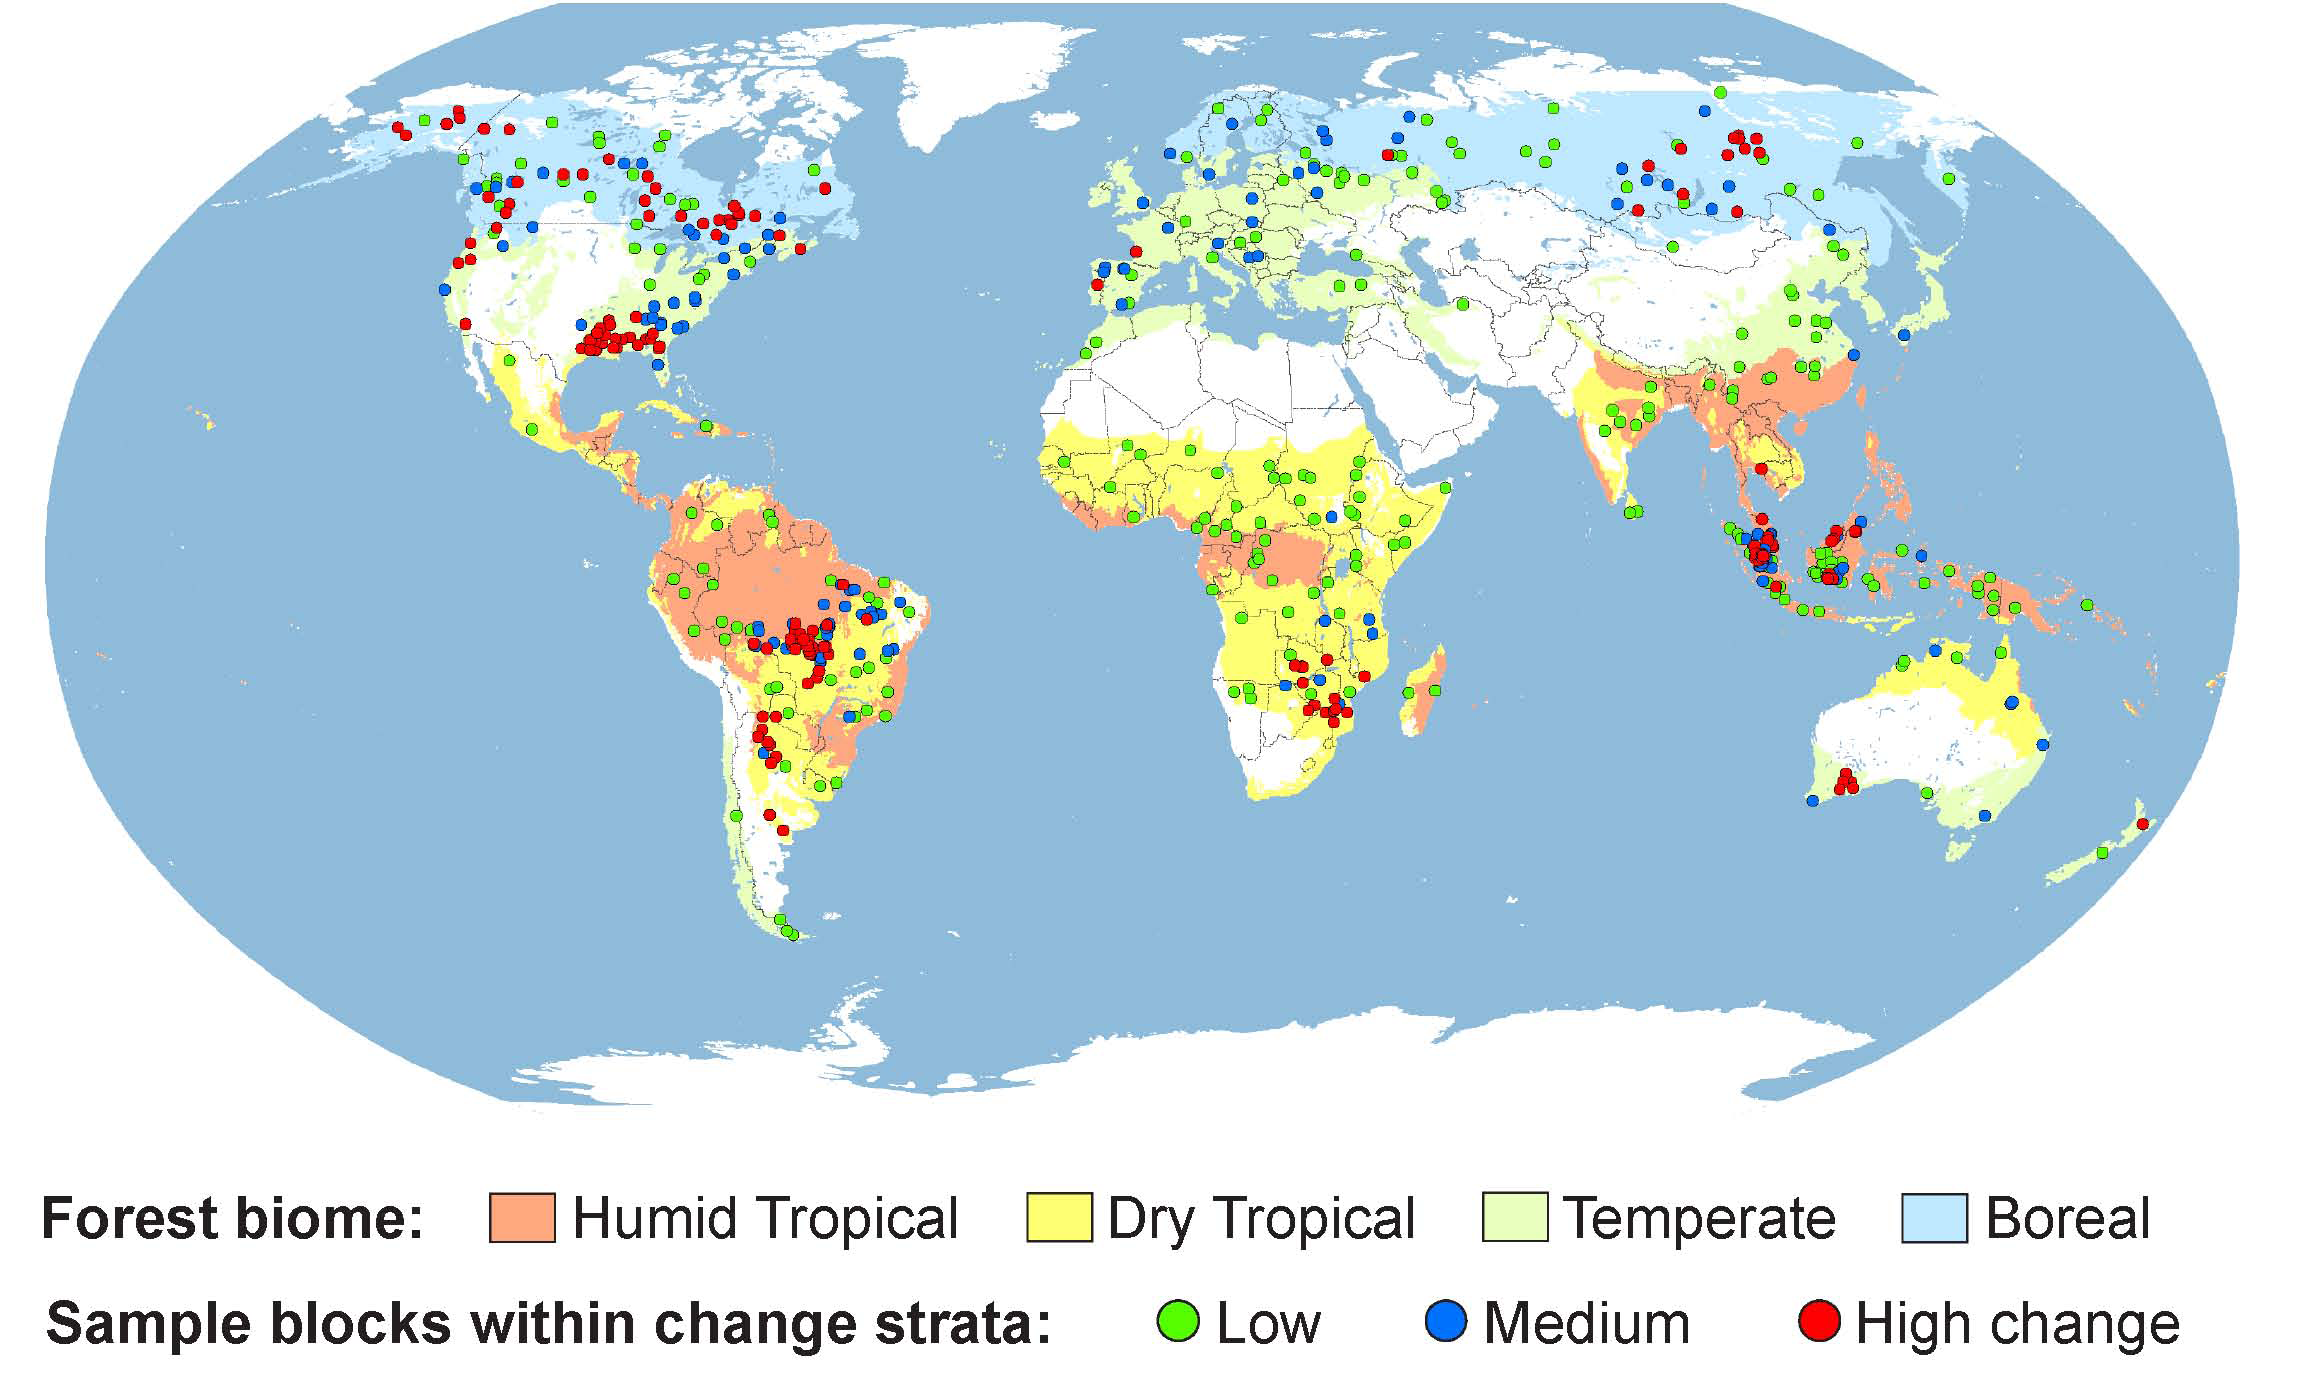 Forest biome: Humid Tropical Dry Tropical Temperate Boreal
Sample blocks within change strata: Low Medium High change